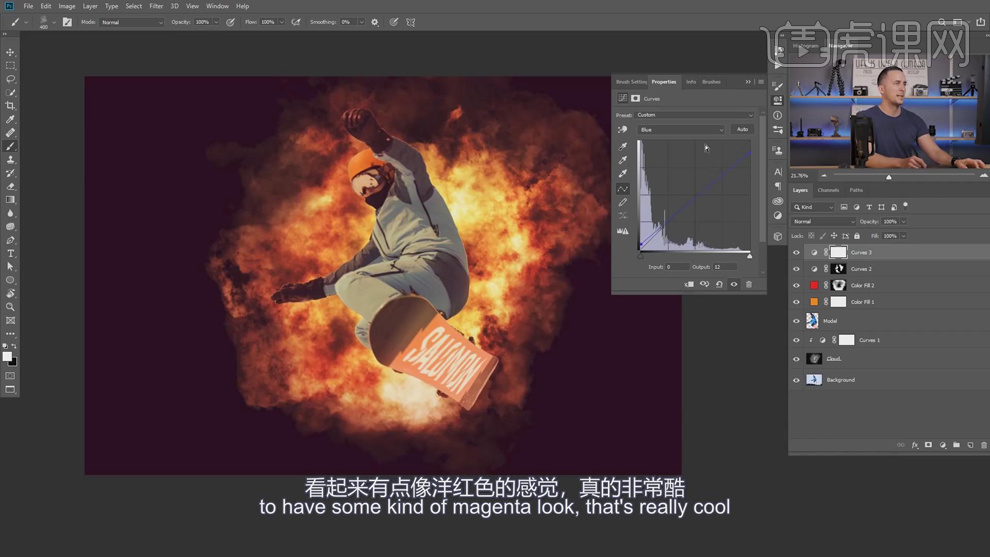 File Edit Image Layer Type Select Filter 3D View Window Help
400 Mode: Normal Opacity: 100% Flow: 100% Smoothing: 0%
虎课网
Histogram Navigator
Brush Setting Properties Info Brushes
Curves
Preset: Custom
Blue Auto
Input: 0 Output: 12
21.76%
Layers Channels Paths
Kind
Normal Opacity: 100%
Lock: Fill: 100%
Curves 3
Curves 2
Color Fill 2
Color Fill 1
Model
Curves 1
Cloud.
Background
SALOMON
看起来有点像洋红色的感觉，真的非常酷
to have some kind of magenta look, that's really cool